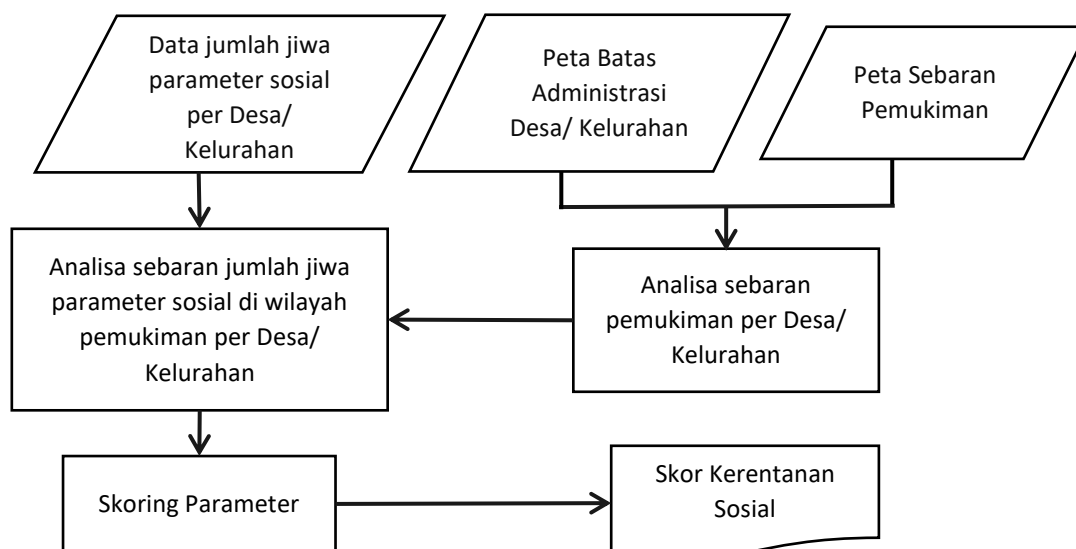 Data jumlah jiwa
parameter sosial
per Desa/
Kelurahan
Peta Batas
Administrasi
Desa/ Kelurahan
Peta Sebaran
Pemukiman
Analisa sebaran jumlah jiwa
parameter sosial di wilayah
pemukiman per Desa/
Kelurahan
Analisa sebaran
pemukiman per Desa/
Kelurahan
Skoring Parameter
Skor Kerentanan
Sosial